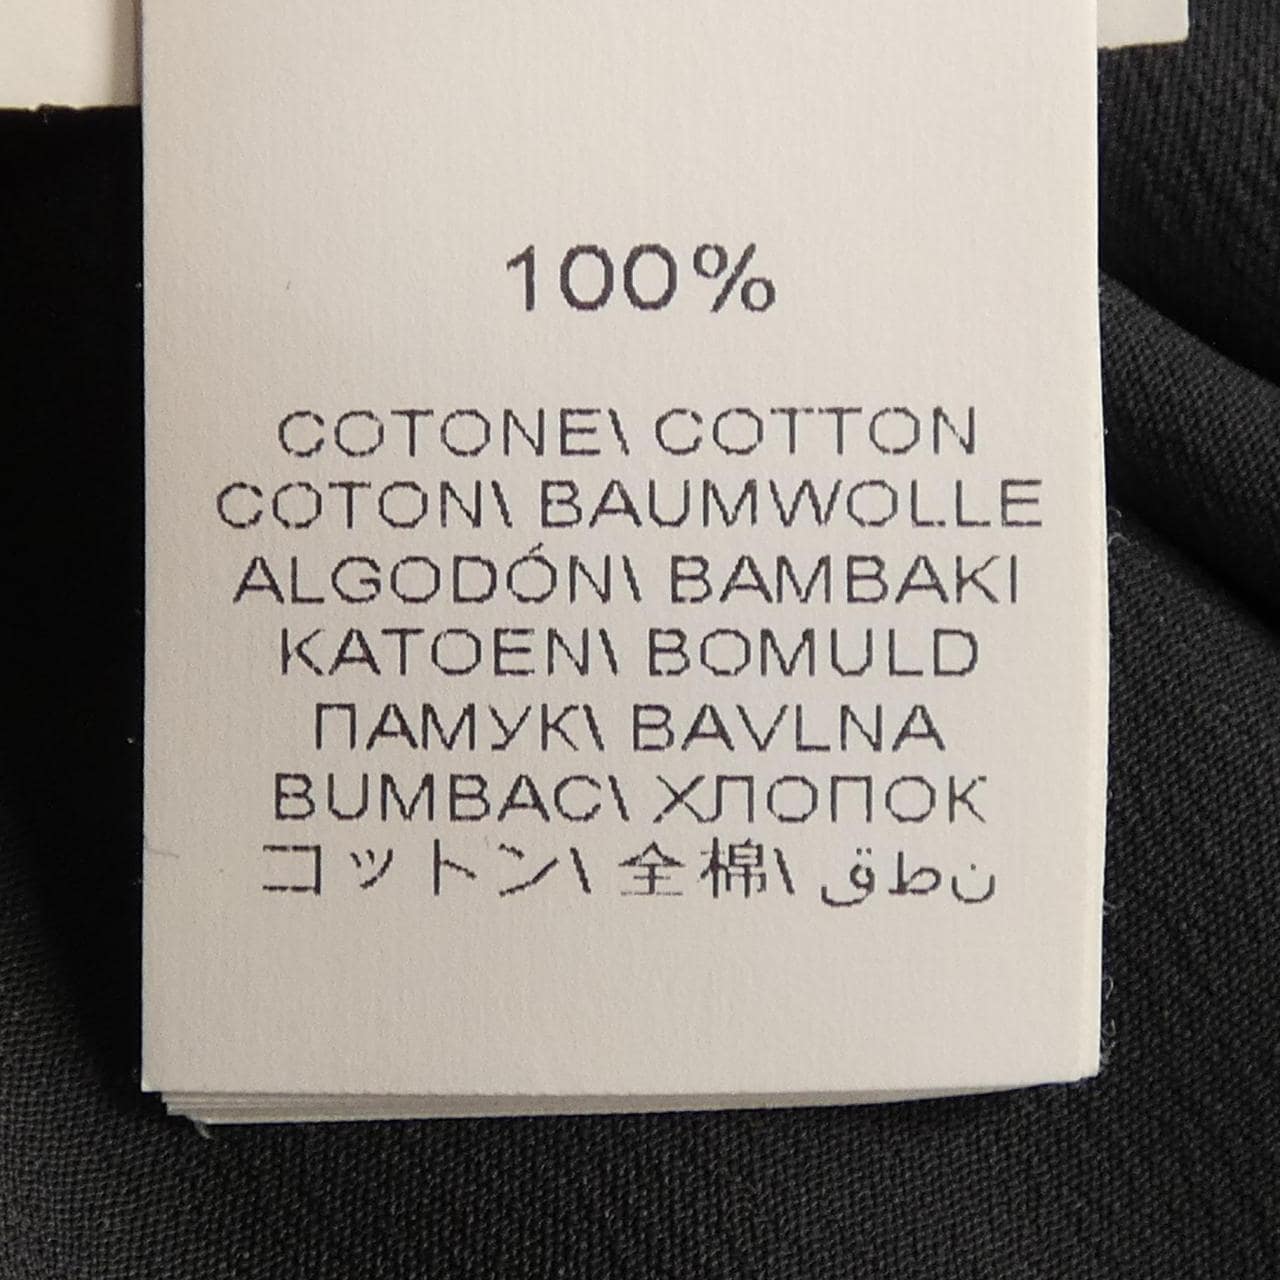 100%
COTONE\ COTTON
COTON\ BAUMWOLLE
ALGODÓN\ BAMBAKI
KATOEN\ BOMULD
ПАМУК\ BAVLNA
BUMBAC\ ХЛОПОК
コットン\ 全棉\ ن‌ط‌ق